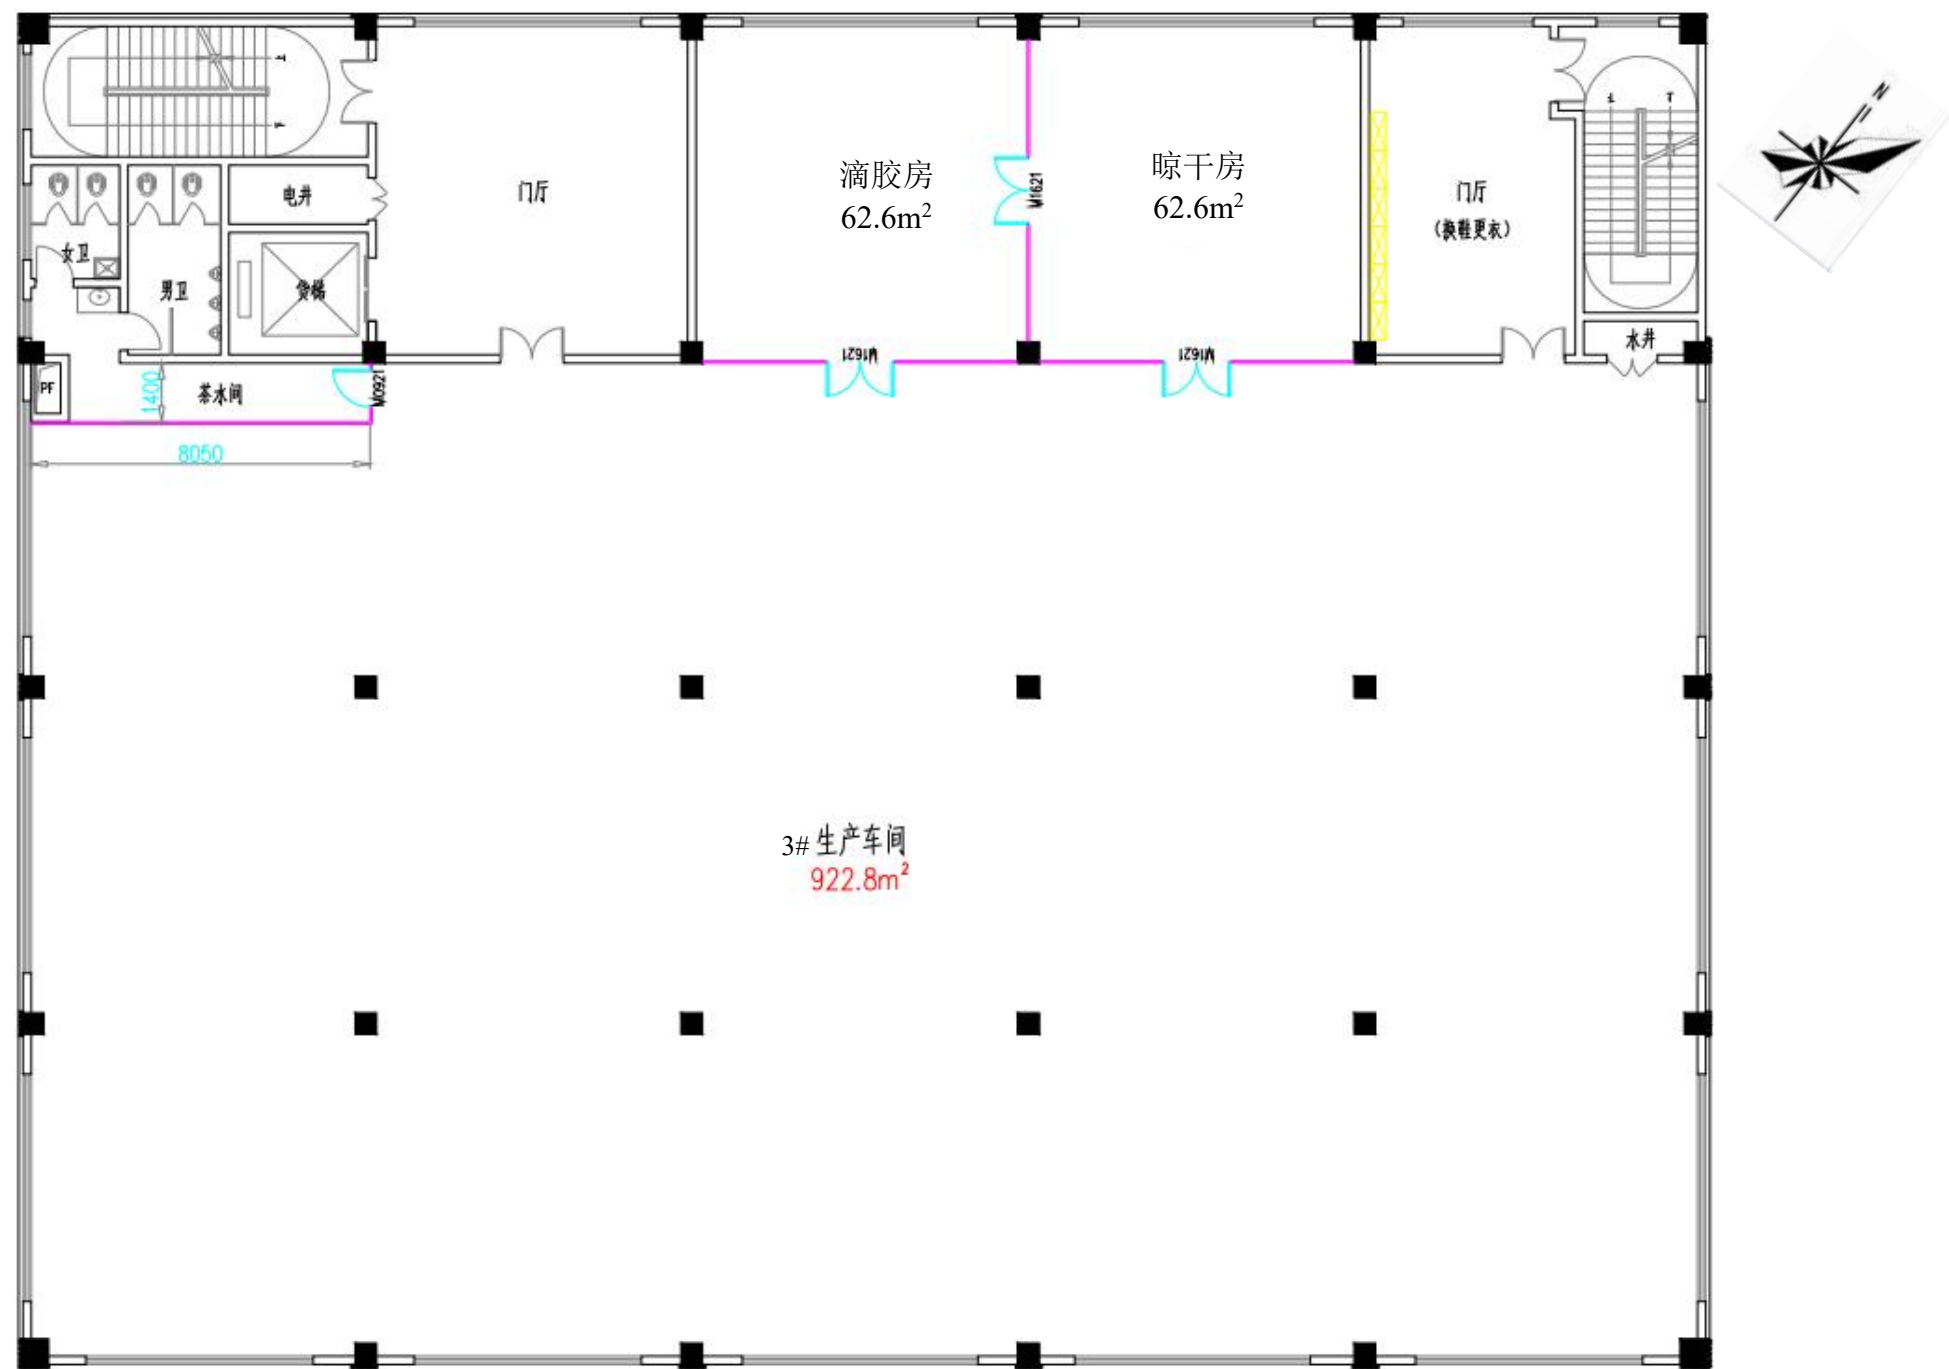 N
电井
门厅
滴胶房
62.6m²
晾干房
62.6m²
M1621
门厅
（换鞋更衣）
女卫
男卫
货梯
水井
M1621
M1621
PF
1400
茶水间
M0921
8050
3# 生产车间
922.8m²